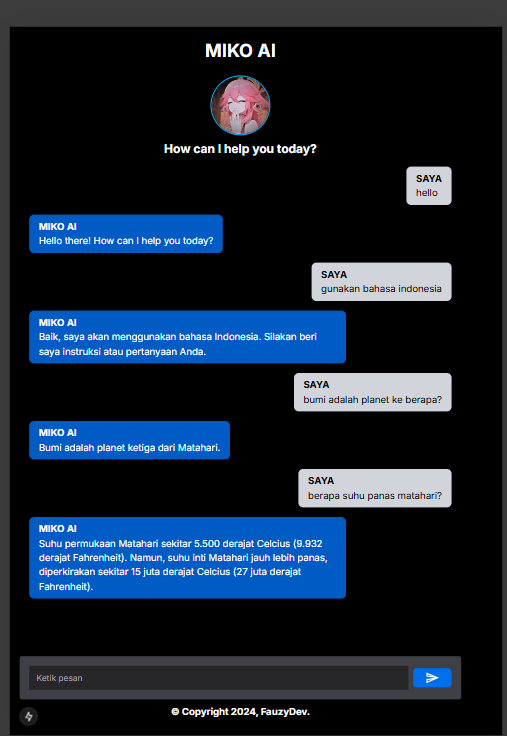 MIKO AI
How can I help you today?
SAYA
hello
MIKO AI
Hello there! How can I help you today?
SAYA
gunakan bahasa indonesia
MIKO AI
Baik, saya akan menggunakan bahasa Indonesia. Silakan beri
saya instruksi atau pertanyaan Anda.
SAYA
bumi adalah planet ke berapa?
MIKO AI
Bumi adalah planet ketiga dari Matahari.
SAYA
berapa suhu panas matahari?
MIKO AI
Suhu permukaan Matahari sekitar 5.500 derajat Celcius (9.932
derajat Fahrenheit). Namun, suhu inti Matahari jauh lebih panas,
diperkirakan sekitar 15 juta derajat Celcius (27 juta derajat
Fahrenheit).
Ketik pesan
© Copyright 2024, FauzyDev.